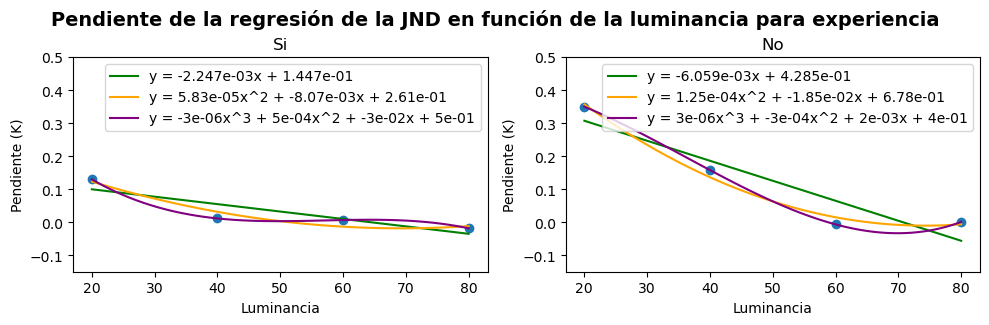 Pendiente de la regresión de la JND en función de la luminancia para experiencia
Si
y = -2.247e-03x + 1.447e-01
y = 5.83e-05x^2 + -8.07e-03x + 2.61e-01
y = -3e-06x^3 + 5e-04x^2 + -3e-02x + 5e-01
0.5
0.4
0.3
0.2
0.1
0.0
−0.1
Pendiente (K)
20 30 40 50 60 70 80
Luminancia
No
y = -6.059e-03x + 4.285e-01
y = 1.25e-04x^2 + -1.85e-02x + 6.78e-01
y = 3e-06x^3 + -3e-04x^2 + 2e-03x + 4e-01
0.5
0.4
0.3
0.2
0.1
0.0
−0.1
Pendiente (K)
20 30 40 50 60 70 80
Luminancia